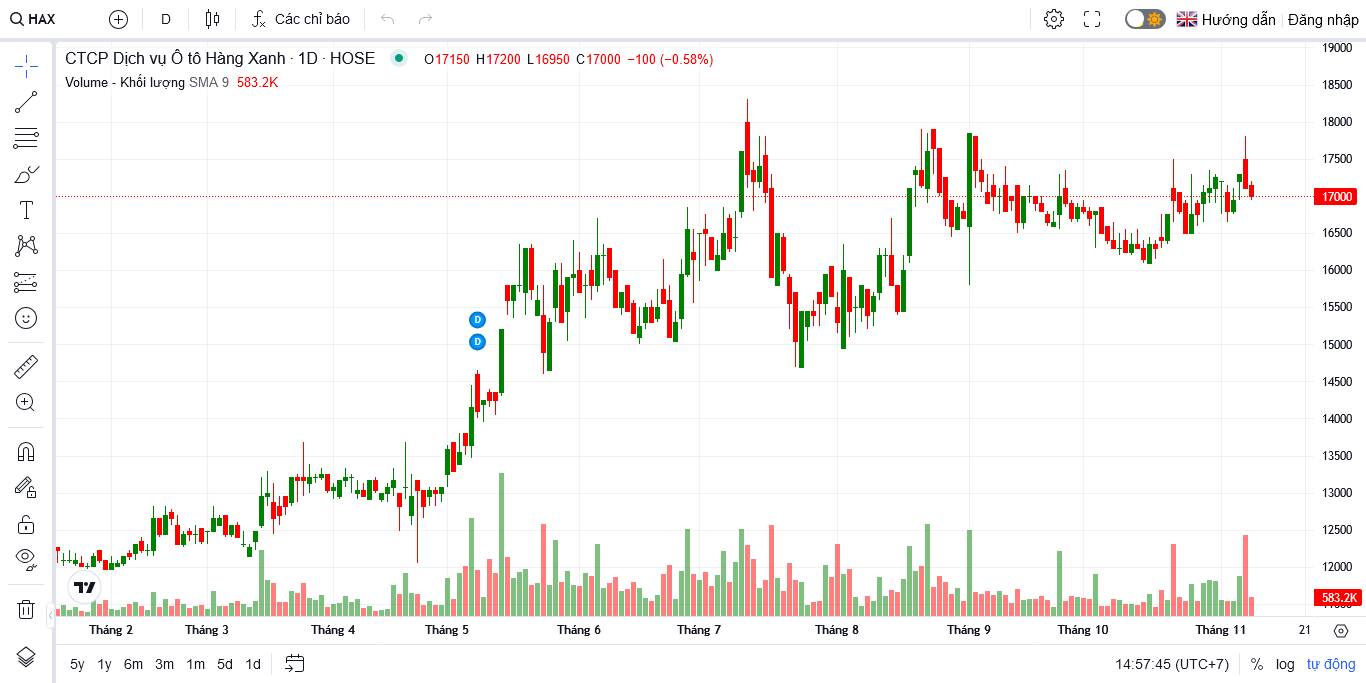 HAX
D
Các chỉ báo
Hướng dẫn
Đăng nhập
CTCP Dịch vụ Ô tô Hàng Xanh · 1D · HOSE
O17150 H17200 L16950 C17000 −100 (−0.58%)
Volume - Khối lượng SMA 9 583.2K
19000
18500
18000
17500
17000
16500
16000
15500
15000
14500
14000
13500
13000
12500
12000
583.2K
D
D
Tháng 2 Tháng 3 Tháng 4 Tháng 5 Tháng 6 Tháng 7 Tháng 8 Tháng 9 Tháng 10 Tháng 11 21
5y 1y 6m 3m 1m 5d 1d
14:57:45 (UTC+7) % log tự động